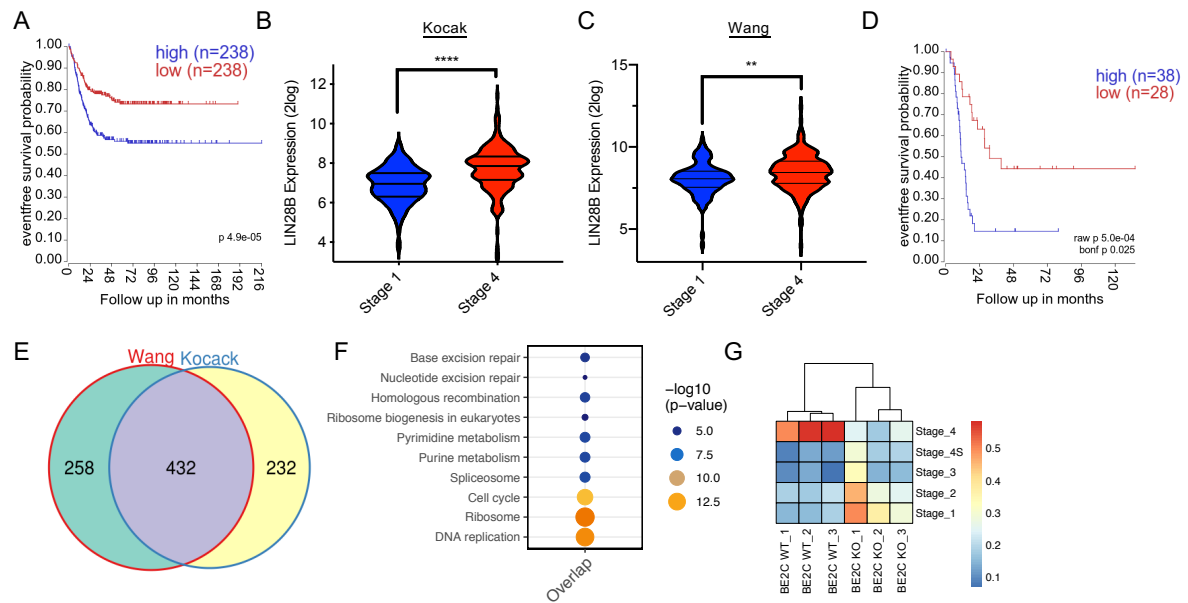 A
1.00
0.90
0.80
0.70
0.60
0.50
0.40
0.30
0.20
0.10
0.00
eventfree survival probability
high (n=238)
low (n=238)
p 4.9e-05
0 24 48 72 96 120 144 168 192 216
Follow up in months
B
Kocak
****
LIN28B Expression (2log)
12
10
8
6
4
Stage 1
Stage 4
C
Wang
**
LIN28B Expression (2log)
15
10
5
Stage 1
Stage 4
D
1.00
0.90
0.80
0.70
0.60
0.50
0.40
0.30
0.20
0.10
0.00
eventfree survival probability
high (n=38)
low (n=28)
raw p 5.0e-04
bonf p 0.025
0 24 48 72 96 120
Follow up in months
E
Wang Kocack
258 432 232
F
Base excision repair
Nucleotide excision repair
Homologous recombination
Ribosome biogenesis in eukaryotes
Pyrimidine metabolism
Purine metabolism
Spliceosome
Cell cycle
Ribosome
DNA replication
Overlap
−log10
(p−value)
5.0
7.5
10.0
12.5
G
Stage_4
Stage_4S
Stage_3
Stage_2
Stage_1
BE2C WT_1
BE2C WT_2
BE2C WT_3
BE2C KO_1
BE2C KO_2
BE2C KO_3
0.5
0.4
0.3
0.2
0.1